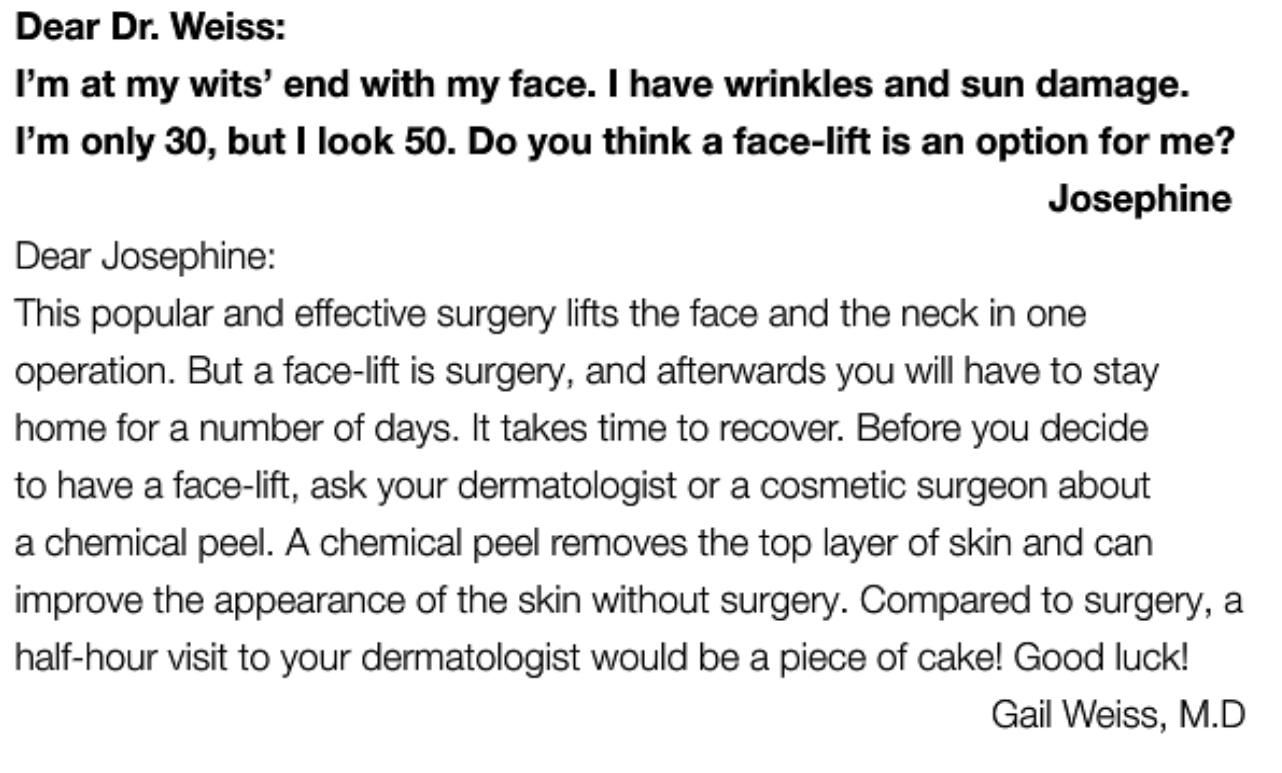 Dear Dr. Weiss:
I’m at my wits’ end with my face. I have wrinkles and sun damage.
I’m only 30, but I look 50. Do you think a face-lift is an option for me?
Josephine
Dear Josephine:
This popular and effective surgery lifts the face and the neck in one
operation. But a face-lift is surgery, and afterwards you will have to stay
home for a number of days. It takes time to recover. Before you decide
to have a face-lift, ask your dermatologist or a cosmetic surgeon about
a chemical peel. A chemical peel removes the top layer of skin and can
improve the appearance of the skin without surgery. Compared to surgery, a
half-hour visit to your dermatologist would be a piece of cake! Good luck!
Gail Weiss, M.D